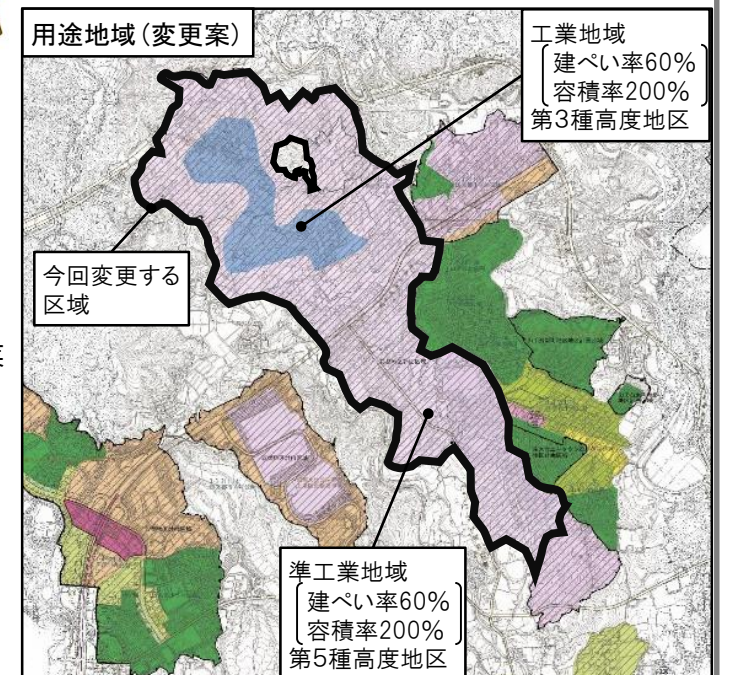 用途地域(変更案)
工業地域
建ぺい率60%
容積率200%
第3種高度地区
今回変更する
区域
準工業地域
建ぺい率60%
容積率200%
第5種高度地区